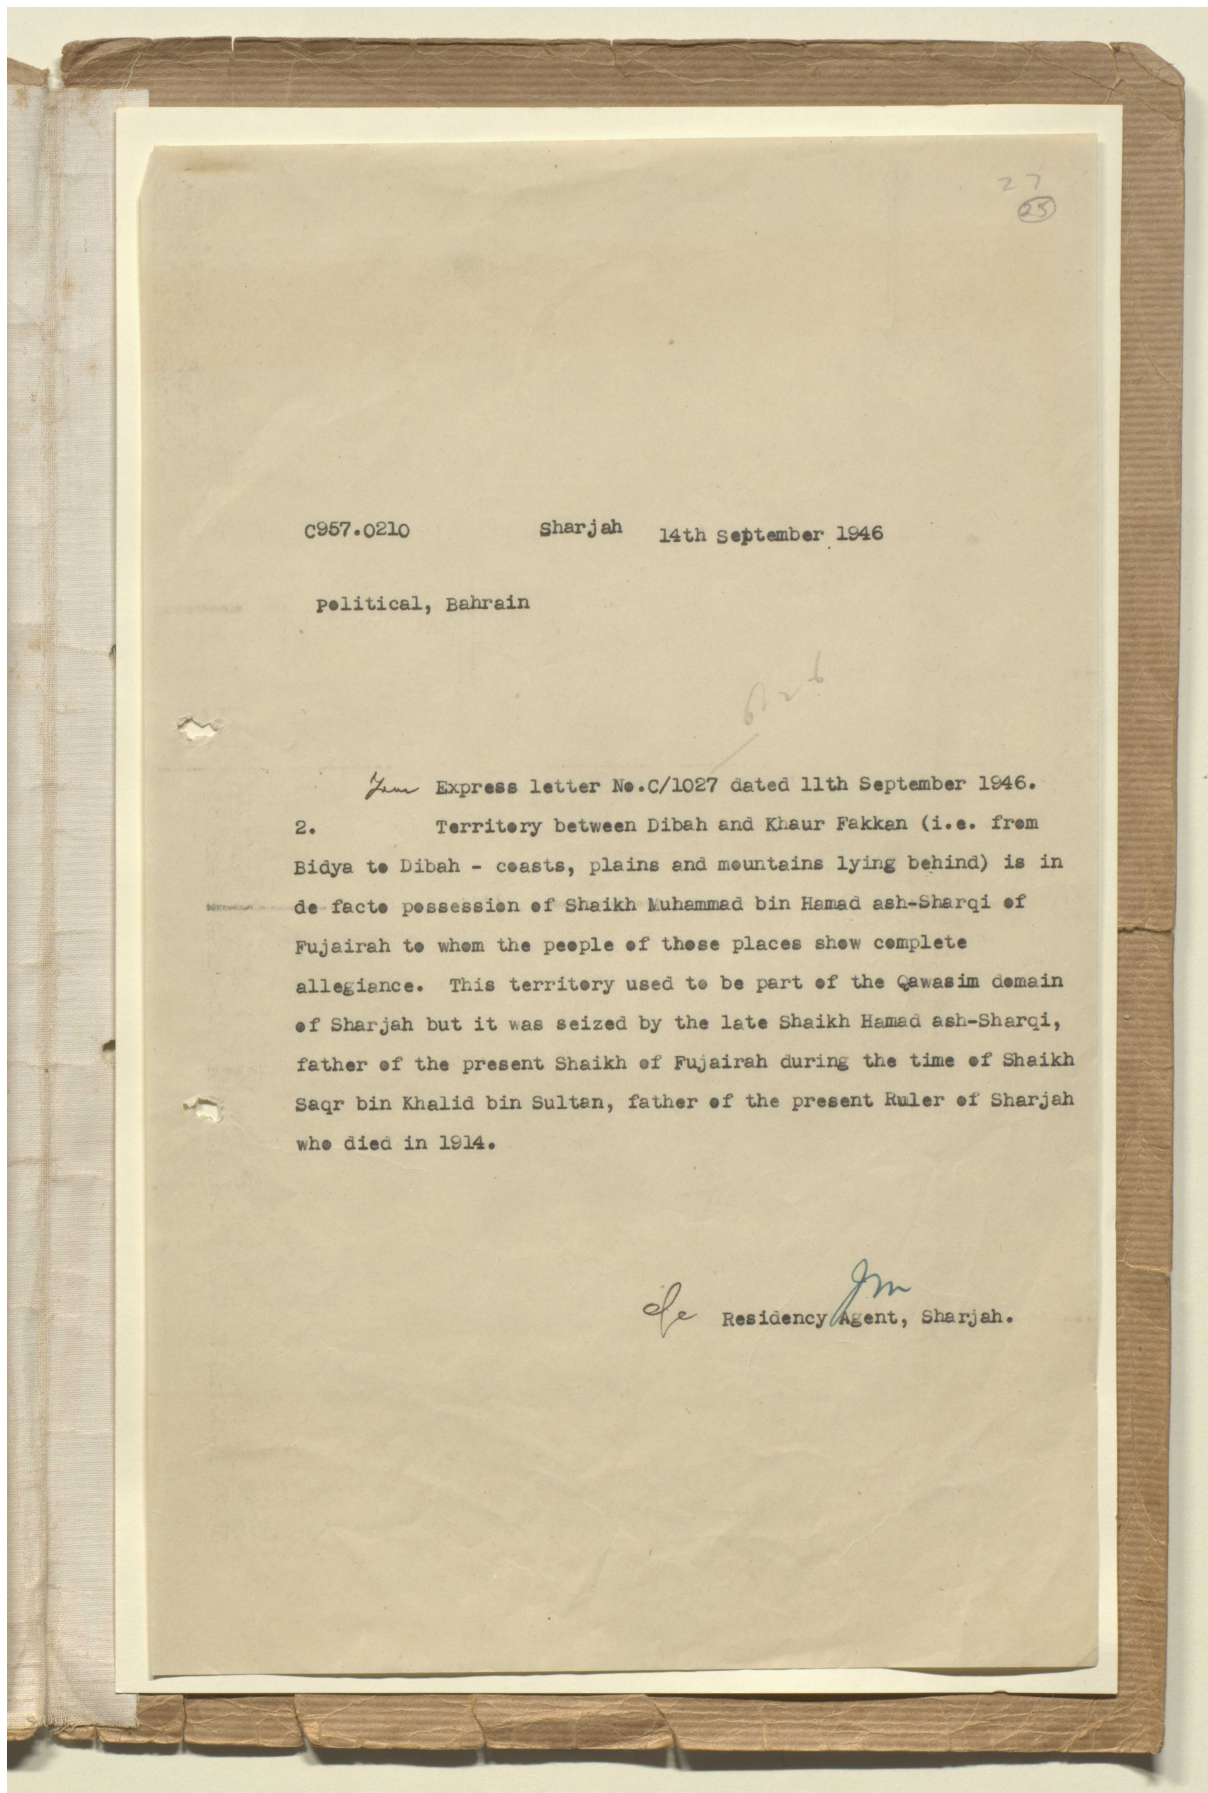 27
25
C957.0210 Sharjah 14th September 1946
Political, Bahrain
Your Express letter No.C/1027 dated 11th September 1946.
2. Territory between Dibah and Khaur Fakkan (i.e. from
Bidya to Dibah - coasts, plains and mountains lying behind) is in
de facto possession of Shaikh Muhammad bin Hamad ash-Sharqi of
Fujairah to whom the people of those places show complete
allegiance. This territory used to be part of the Qawasim domain
of Sharjah but it was seized by the late Shaikh Hamad ash-Sharqi,
father of the present Shaikh of Fujairah during the time of Shaikh
Saqr bin Khalid bin Sultan, father of the present Ruler of Sharjah
who died in 1914.
Residency Agent, Sharjah.